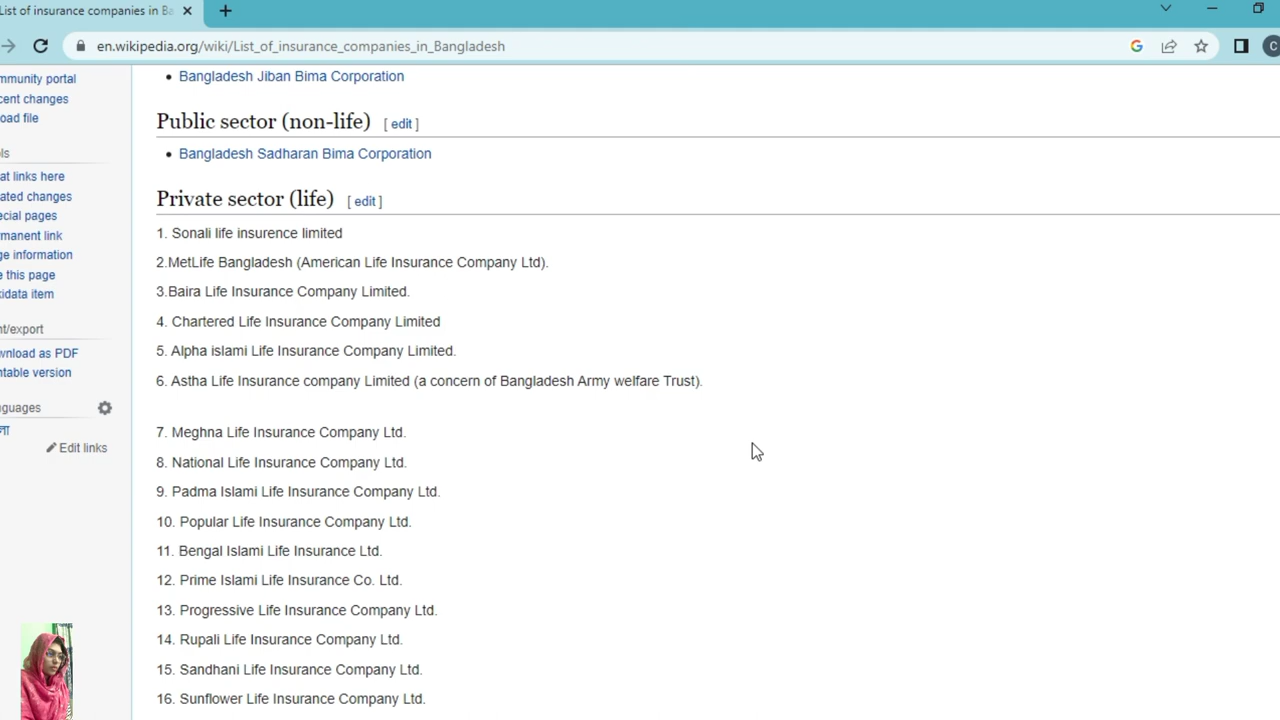 List of insurance companies in Ba
en.wikipedia.org/wiki/List_of_insurance_companies_in_Bangladesh
Bangladesh Jiban Bima Corporation
Public sector (non-life) [ edit ]
Bangladesh Sadharan Bima Corporation
Private sector (life) [ edit ]
1. Sonali life insurence limited
2.MetLife Bangladesh (American Life Insurance Company Ltd).
3.Baira Life Insurance Company Limited.
4. Chartered Life Insurance Company Limited
5. Alpha islami Life Insurance Company Limited.
6. Astha Life Insurance company Limited (a concern of Bangladesh Army welfare Trust).
7. Meghna Life Insurance Company Ltd.
8. National Life Insurance Company Ltd.
9. Padma Islami Life Insurance Company Ltd.
10. Popular Life Insurance Company Ltd.
11. Bengal Islami Life Insurance Ltd.
12. Prime Islami Life Insurance Co. Ltd.
13. Progressive Life Insurance Company Ltd.
14. Rupali Life Insurance Company Ltd.
15. Sandhani Life Insurance Company Ltd.
16. Sunflower Life Insurance Company Ltd.
mmunity portal
cent changes
oad file
ls
at links here
ated changes
ecial pages
manent link
ge information
e this page
kidata item
nt/export
wnload as PDF
ntable version
nguages
লা
Edit links